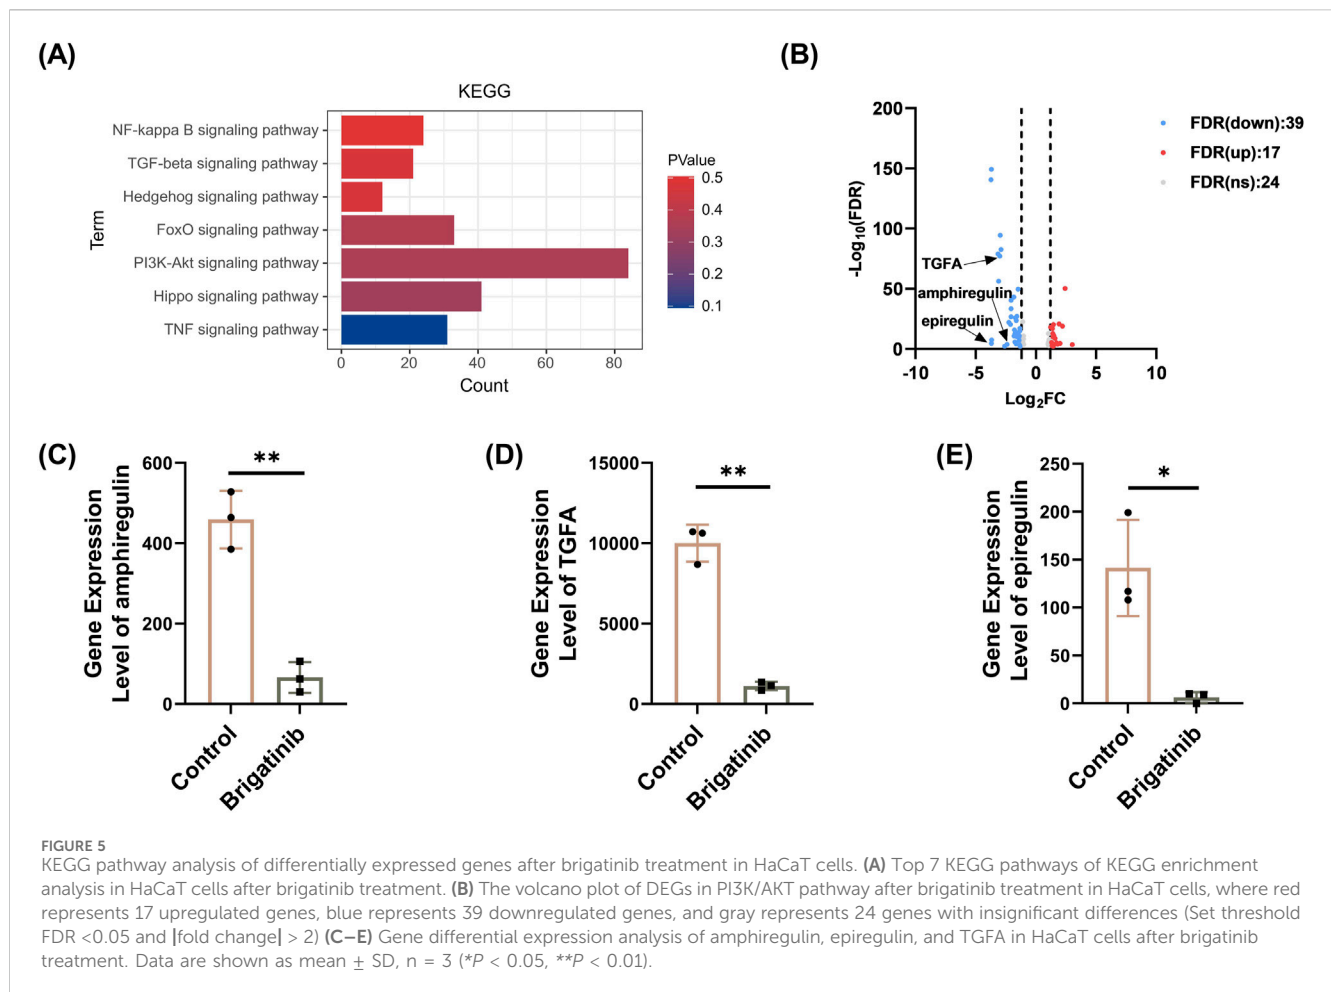 (A)
KEGG
NF-kappa B signaling pathway
TGF-beta signaling pathway
Hedgehog signaling pathway
FoxO signaling pathway
PI3K-Akt signaling pathway
Hippo signaling pathway
TNF signaling pathway
Term
0 20 40 60 80
Count
PValue
0.5
0.4
0.3
0.2
0.1
(B)
200
150
100
50
0
-Log10(FDR)
TGFA
amphiregulin
epiregulin
-10 -5 0 5 10
Log2FC
FDR(down):39
FDR(up):17
FDR(ns):24
(C)
Gene Expression
Level of amphiregulin
600
400
200
0
**
Control
Brigatinib
(D)
Gene Expression
Level of TGFA
15000
10000
5000
0
**
Control
Brigatinib
(E)
Gene Expression
Level of epiregulin
250
200
150
100
50
0
*
Control
Brigatinib
FIGURE 5
KEGG pathway analysis of differentially expressed genes after brigatinib treatment in HaCaT cells. (A) Top 7 KEGG pathways of KEGG enrichment
analysis in HaCaT cells after brigatinib treatment. (B) The volcano plot of DEGs in PI3K/AKT pathway after brigatinib treatment in HaCaT cells, where red
represents 17 upregulated genes, blue represents 39 downregulated genes, and gray represents 24 genes with insignificant differences (Set threshold
FDR <0.05 and |fold change| > 2) (C–E) Gene differential expression analysis of amphiregulin, epiregulin, and TGFA in HaCaT cells after brigatinib
treatment. Data are shown as mean ± SD, n = 3 (*P < 0.05, **P < 0.01).